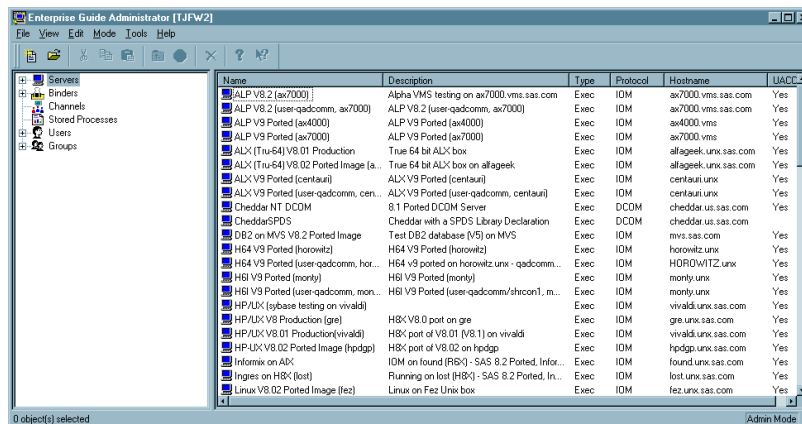 Enterprise Guide Administrator [TJFW2]
File View Edit Mode Tools Help
Servers
Binders
Channels
Stored Processes
Users
Groups
Name Description Type Protocol Hostname UACC
ALP V8.2 (ax7000) Alpha VMS testing on ax7000.vms.sas.com Exec IOM ax7000.vms.sas.com Yes
ALP V8.2 (user-qadcomm, ax7000) ALP V8.2 (user-qadcomm, ax7000) Exec IOM ax7000.vms.sas.com Yes
ALP V9 Ported (ax4000) ALP V9 Ported (ax4000) Exec IOM ax4000.vms Yes
ALP V9 Ported (ax7000) ALP V9 Ported (ax7000) Exec IOM ax7000.vms Yes
ALX (Tru-64) V8.01 Production True 64 bit ALX box Exec IOM alfageek.unx.sas.com Yes
ALX (Tru-64) V8.02 Ported Image (a... True 64 bit ALX box on alfageek Exec IOM alfageek.unx.sas.com Yes
ALX V9 Ported (centauri) ALX V9 Ported (centauri) Exec IOM centauri.unx Yes
ALX V9 Ported (user-qadcomm, cen... ALX V9 Ported (user-qadcomm, centauri) Exec IOM centauri.unx Yes
Cheddar NT DCOM 8.1 Ported DCOM Server Exec DCOM cheddar.us.sas.com Yes
CheddarSPDS Cheddar with a SPDS Library Declaration Exec DCOM cheddar.us.sas.com
DB2 on MVS V8.2 Ported Image Test DB2 database (V5) on MVS Exec IOM mvs.sas.com Yes
H64 V9 Ported (horowitz) H64 V9 Ported (horowitz) Exec IOM horowitz.unx Yes
H64 V9 Ported (user-qadcomm, hor... H64 v9 ported on horowitz.unx - qadcomm... Exec IOM HOROWITZ.unx Yes
H6I V9 Ported (monty) H6I V9 Ported (monty) Exec IOM monty.unx Yes
H6I V9 Ported (user-qadcomm, mon... H6I V9 Ported (user-qadcomm/shrcon1, m... Exec IOM monty.unx Yes
HP/UX (sybase testing on vivaldi) Exec IOM vivaldi.unx.sas.com Yes
HP/UX V8 Production (gre) H8X V8.0 port on gre Exec IOM gre.unx.sas.com Yes
HP/UX V8.01 Production(vivaldi) H8X port of V8.01 (V8.1) on vivaldi Exec IOM vivaldi.unx.sas.com Yes
HP-UX V8.02 Ported Image (hpdgp) H8X port of V8.02 on hpdgp Exec IOM hpdgp.unx.sas.com Yes
Informix on AIX IOM on found (R6X) - SAS 8.2 Ported, Infor... Exec IOM found.unx.sas.com Yes
Ingres on H8X (lost) Running on lost (H8X) - SAS 8.2 Ported, In... Exec IOM lost.unx.sas.com Yes
Linux V8.02 Ported Image (fez) Linux on Fez Unix box Exec IOM fez.unx.sas.com Yes
0 object(s) selected Admin Mode